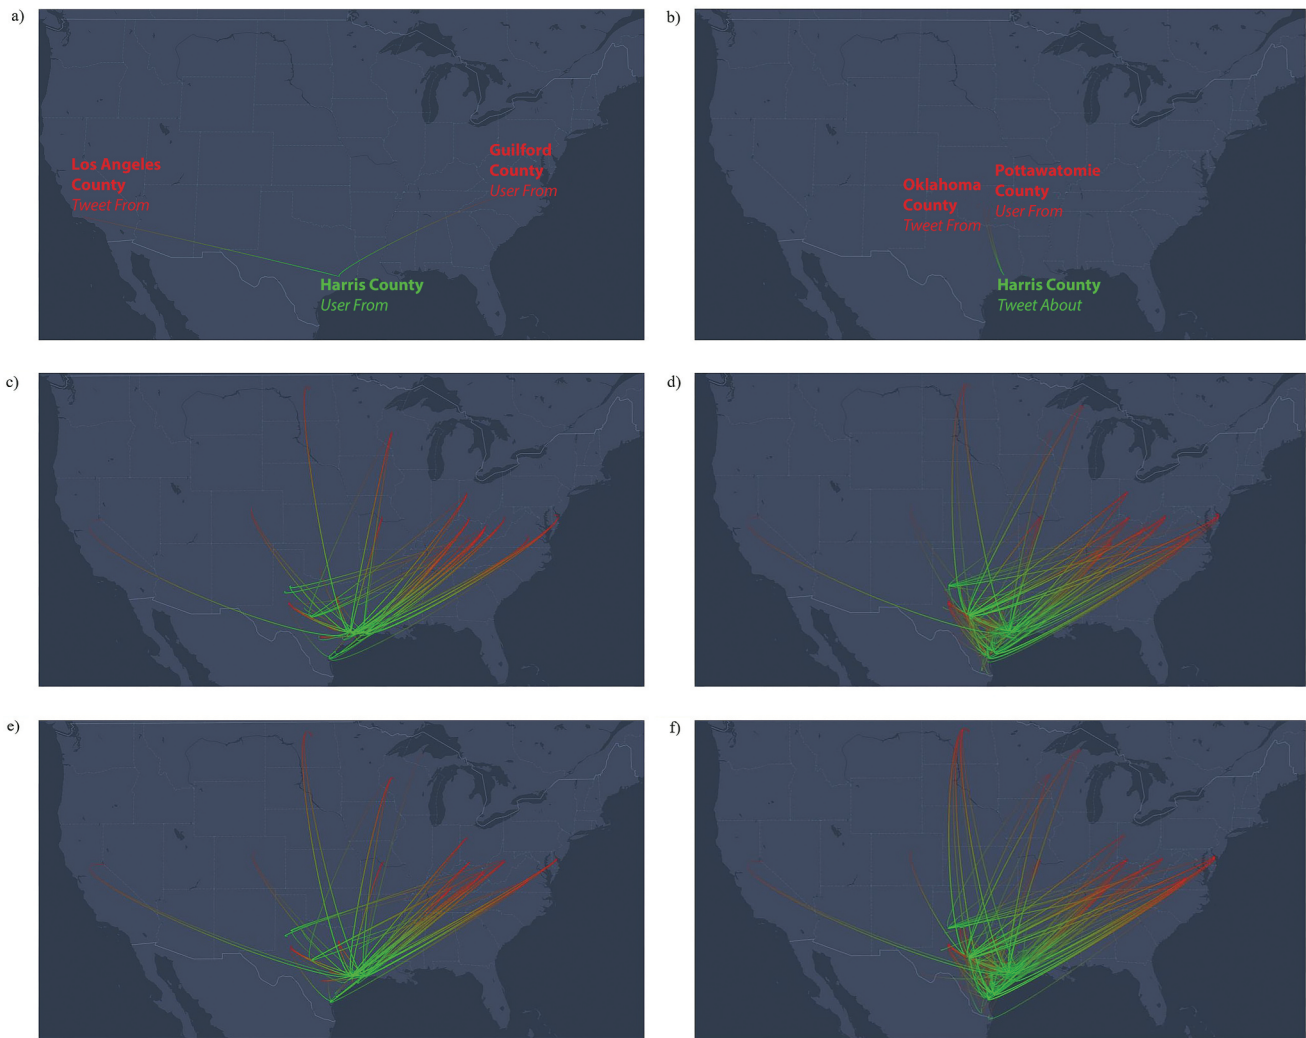 a)
Los Angeles
County
Tweet From
Guilford
County
User From
Harris County
User From
b)
Oklahoma
County
Tweet From
Pottawatomie
County
User From
Harris County
Tweet About
c)
d)
e)
f)